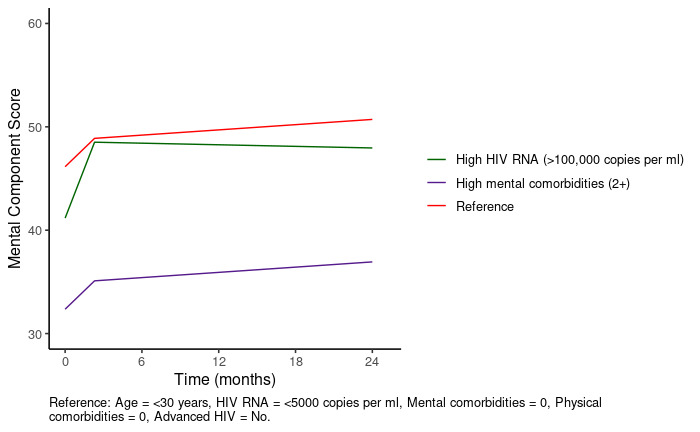 60
50
40
30
Mental Component Score
0 6 12 18 24
Time (months)
High HIV RNA (>100,000 copies per ml)
High mental comorbidities (2+)
Reference
Reference: Age = <30 years, HIV RNA = <5000 copies per ml, Mental comorbidities = 0, Physical
comorbidities = 0, Advanced HIV = No.